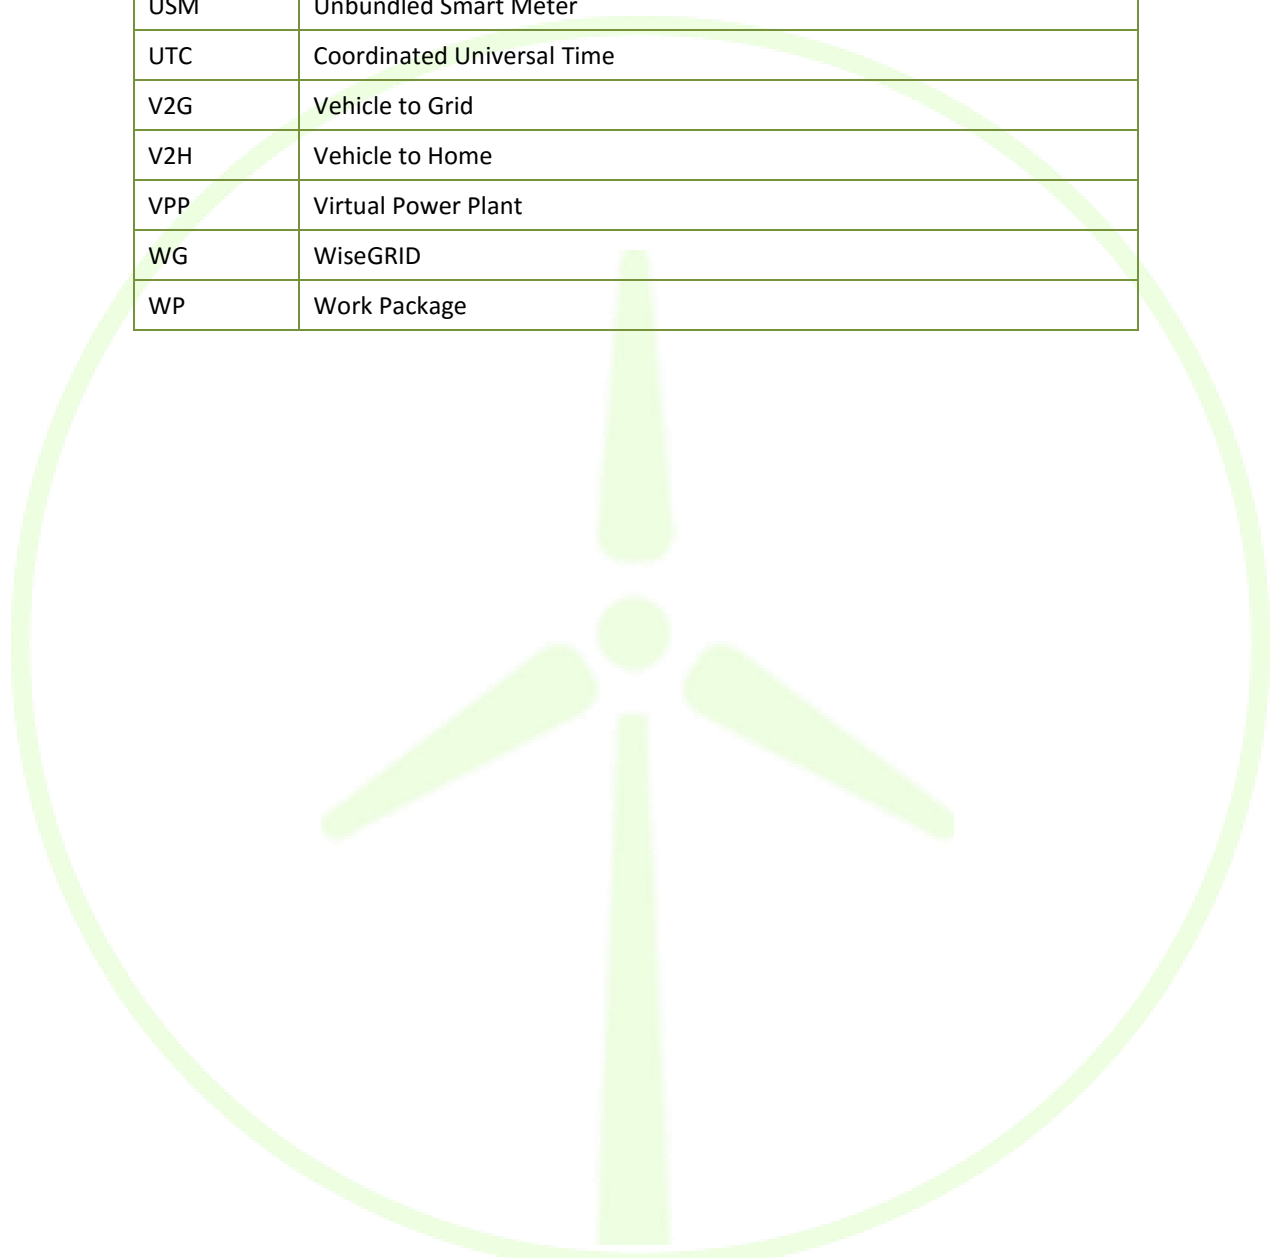 USM Unbundled Smart Meter
UTC Coordinated Universal Time
V2G Vehicle to Grid
V2H Vehicle to Home
VPP Virtual Power Plant
WG WiseGRID
WP Work Package